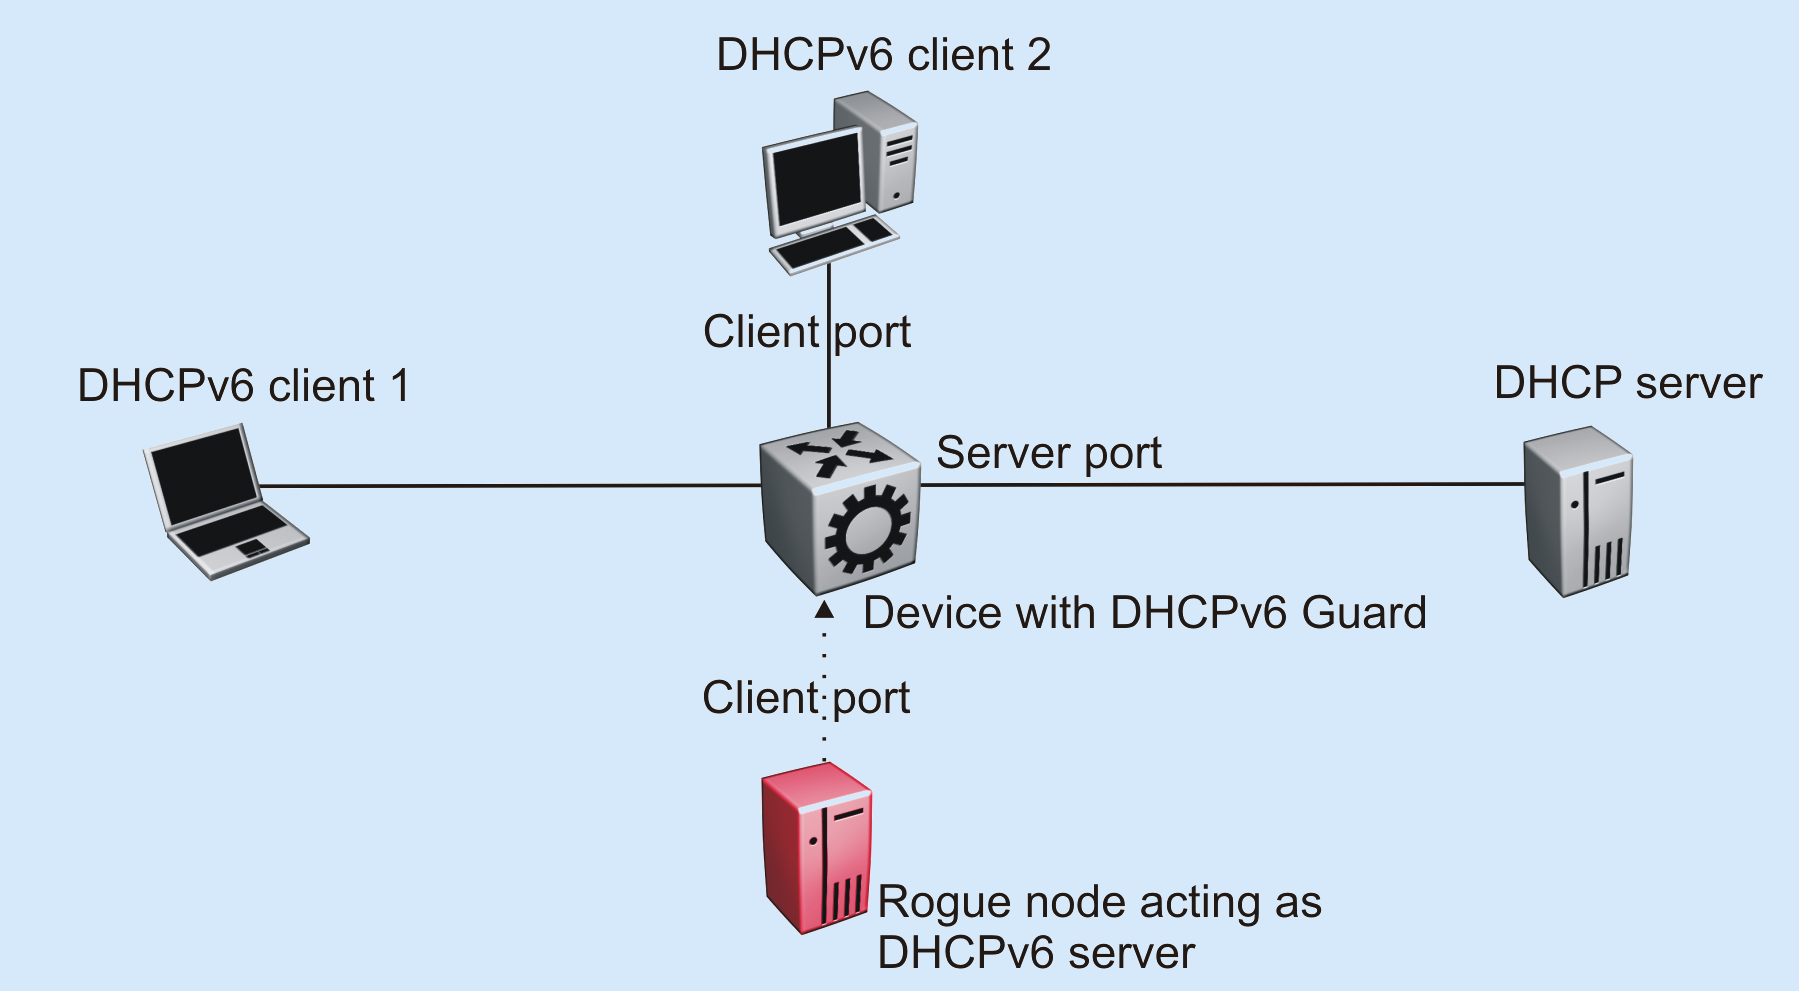 DHCPv6 client 2
Client port
DHCPv6 client 1
DHCP server
Server port
Device with DHCPv6 Guard
Client port
Rogue node acting as
DHCPv6 server